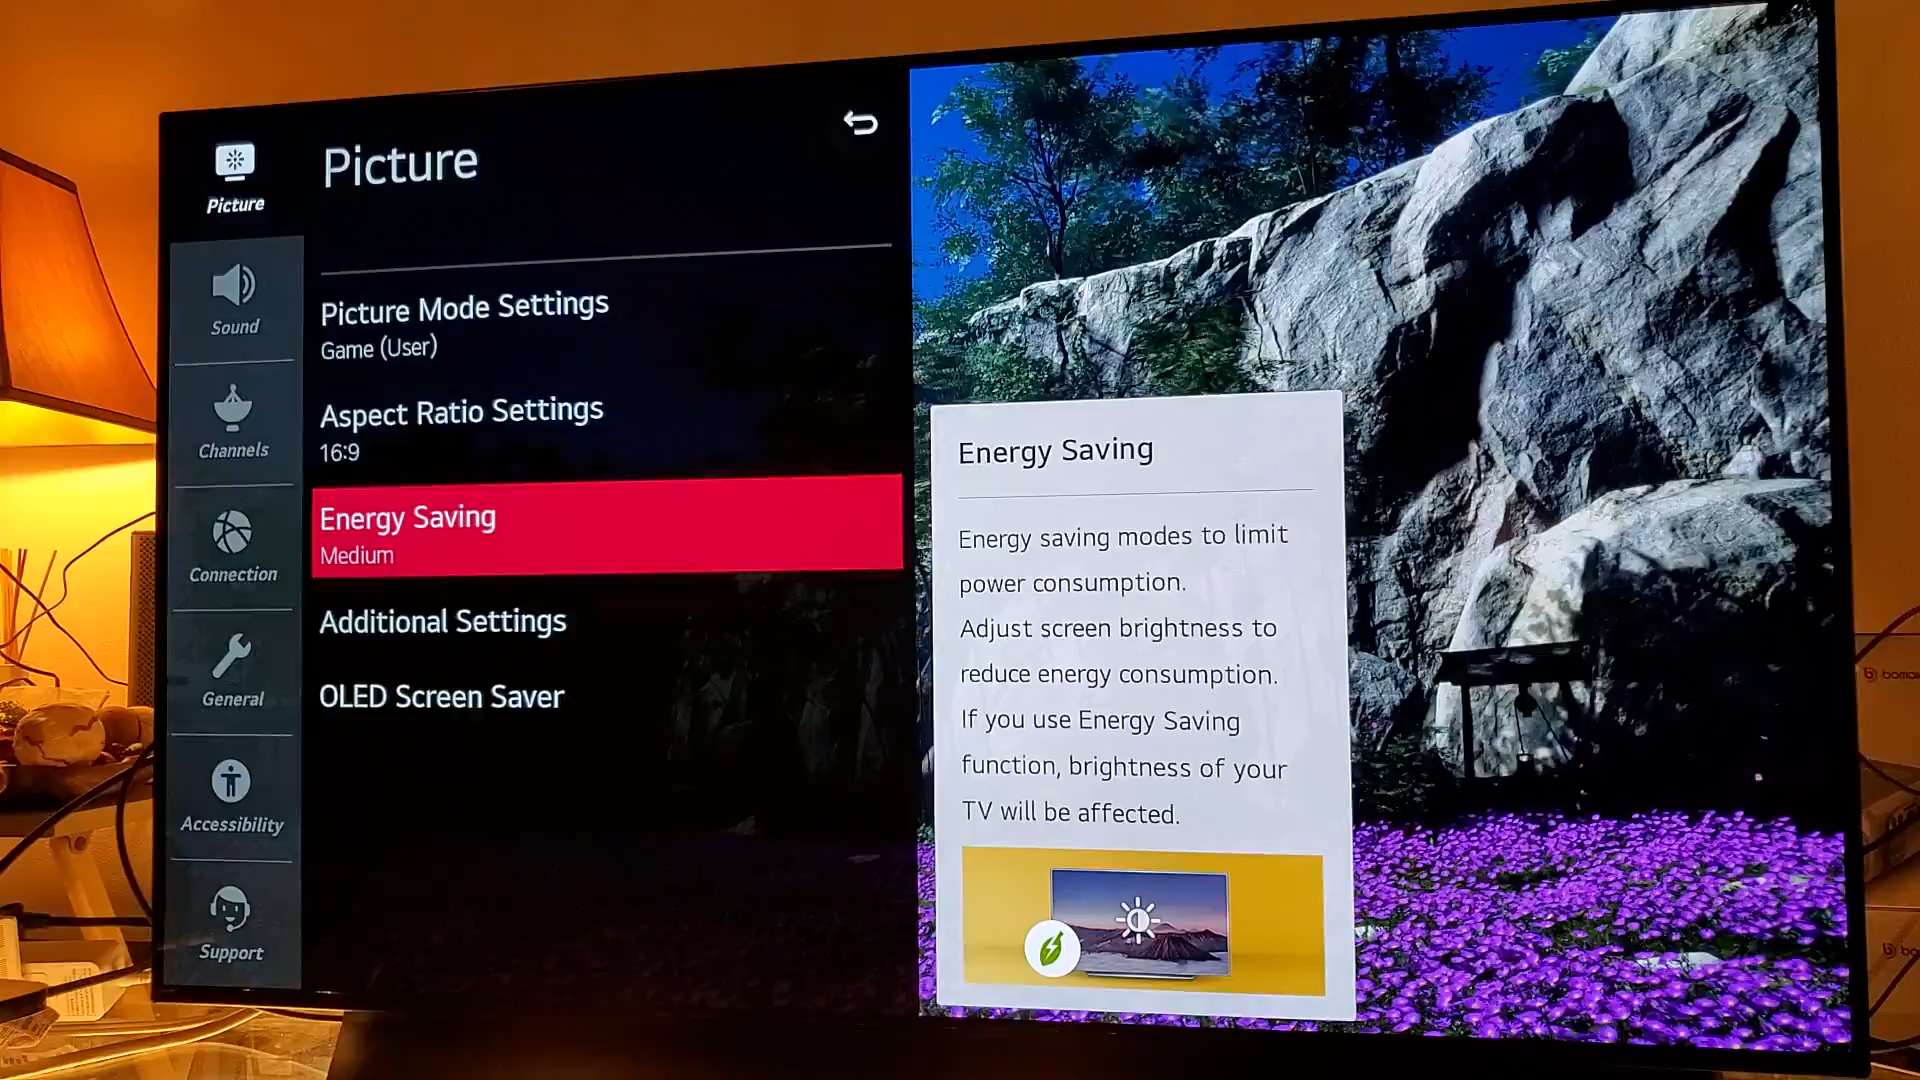 Picture
Sound
Channels
Connection
General
Accessibility
Support
Picture
Picture Mode Settings
Game (User)
Aspect Ratio Settings
16:9
Energy Saving
Medium
Additional Settings
OLED Screen Saver
Energy Saving
Energy saving modes to limit
power consumption.
Adjust screen brightness to
reduce energy consumption.
If you use Energy Saving
function, brightness of your
TV will be affected.